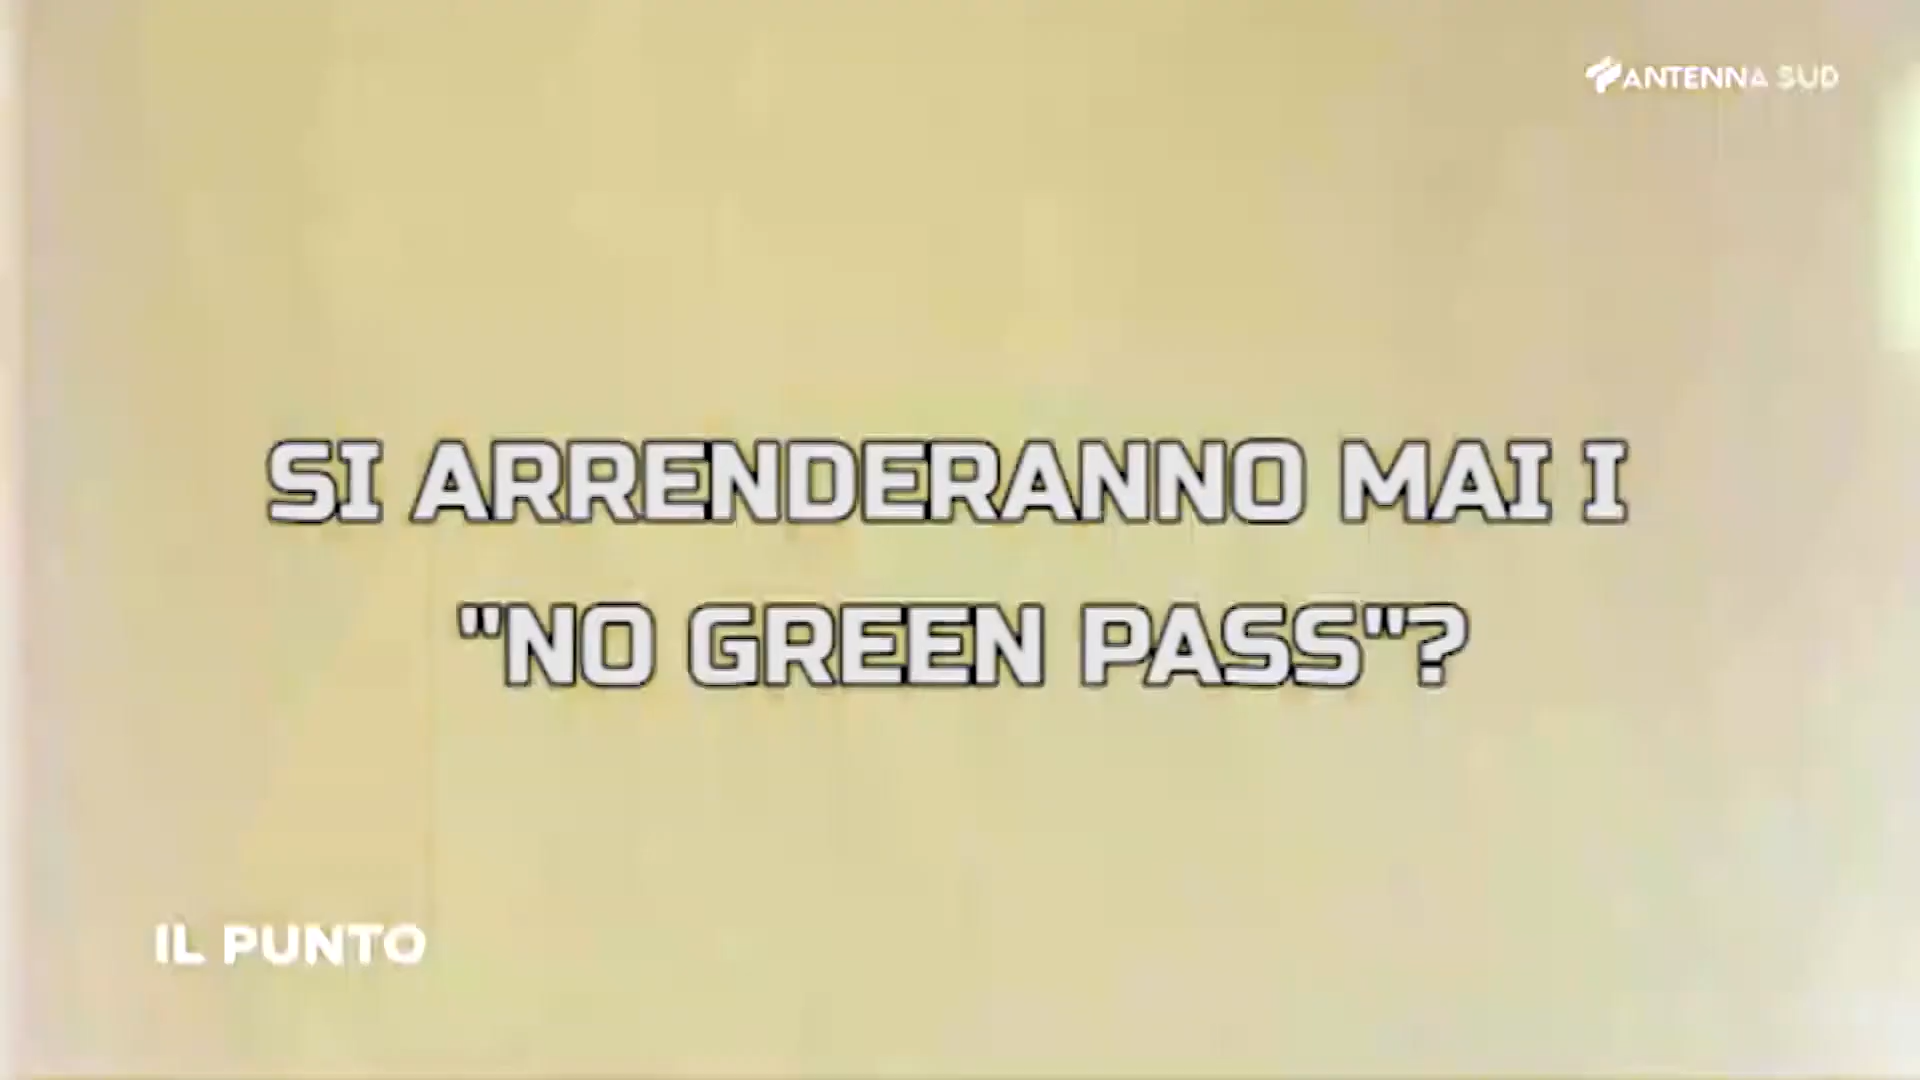 ANTENNA SUD
SI ARRENDERANNO MAI I
"NO GREEN PASS"?
IL PUNTO